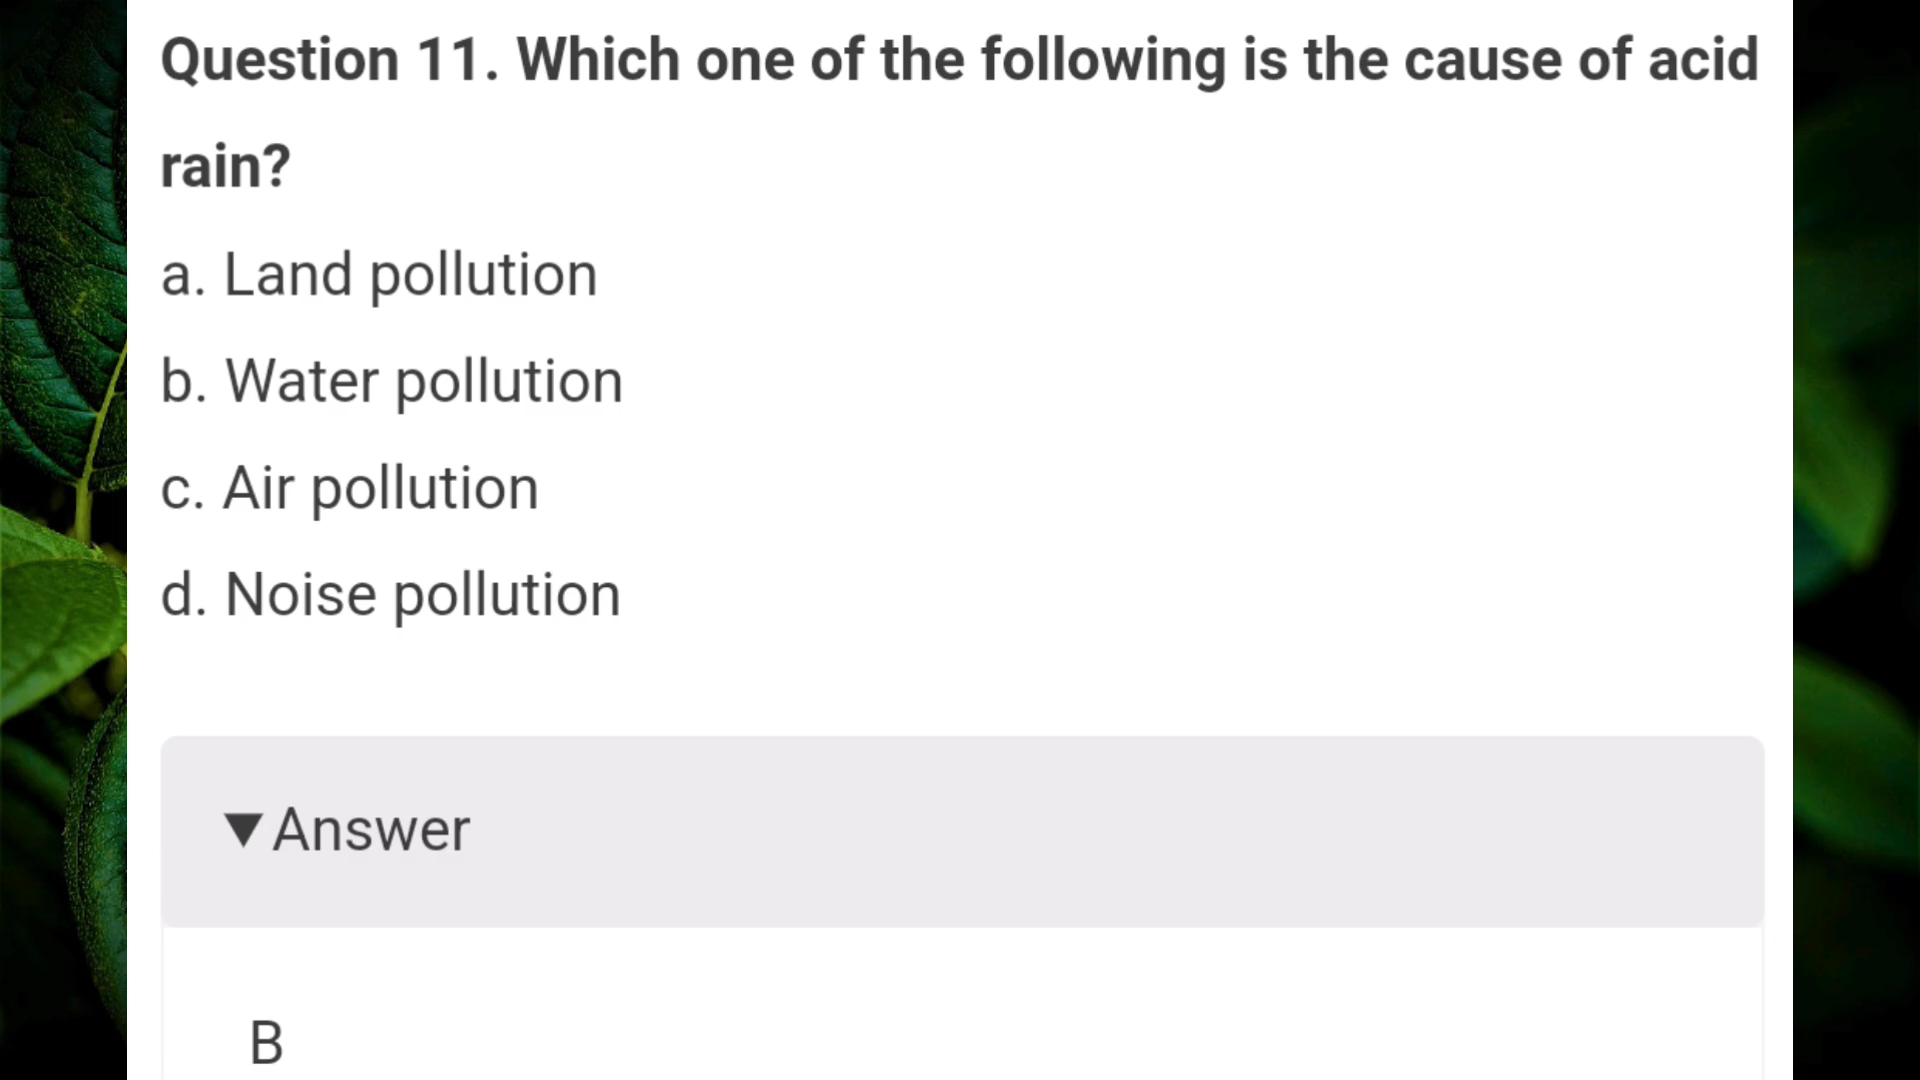 Question 11. Which one of the following is the cause of acid
rain?
a. Land pollution
b. Water pollution
c. Air pollution
d. Noise pollution
▼ Answer
B